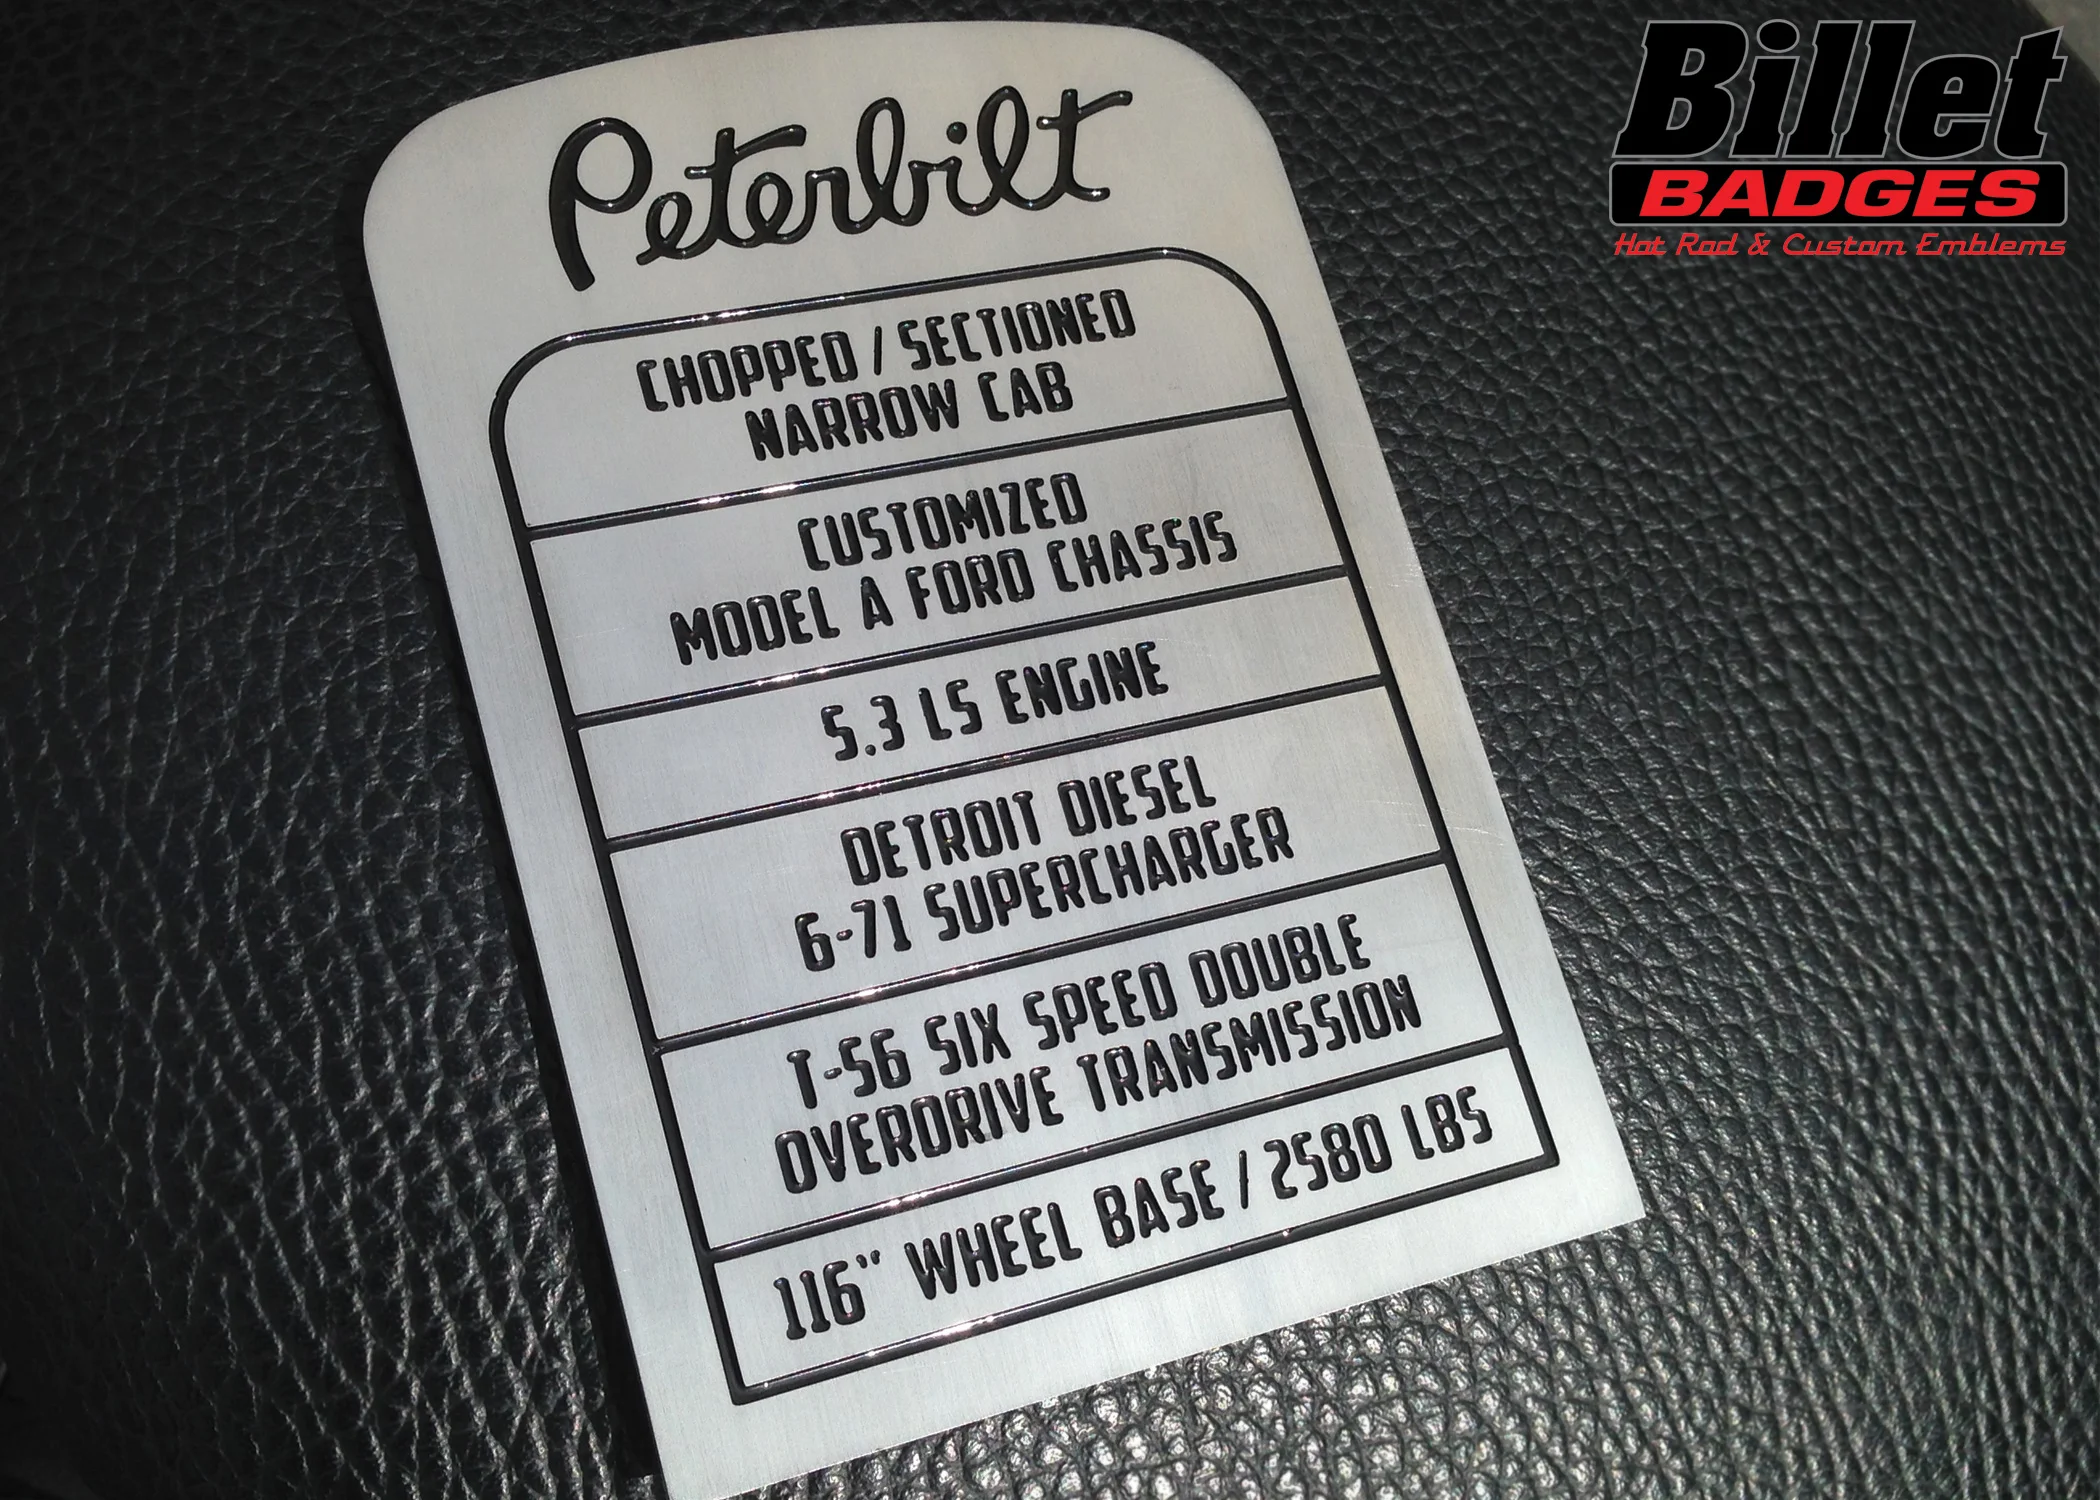 Billet
BADGES
Hot Rod & Custom Emblems
Peterbilt
CHOPPED / SECTIONED
NARROW CAB
CUSTOMIZED
MODEL A FORD CHASSIS
5.3 LS ENGINE
DETROIT DIESEL
6-71 SUPERCHARGER
T-56 SIX SPEED DOUBLE
OVERDRIVE TRANSMISSION
116" WHEEL BASE / 2580 LBS